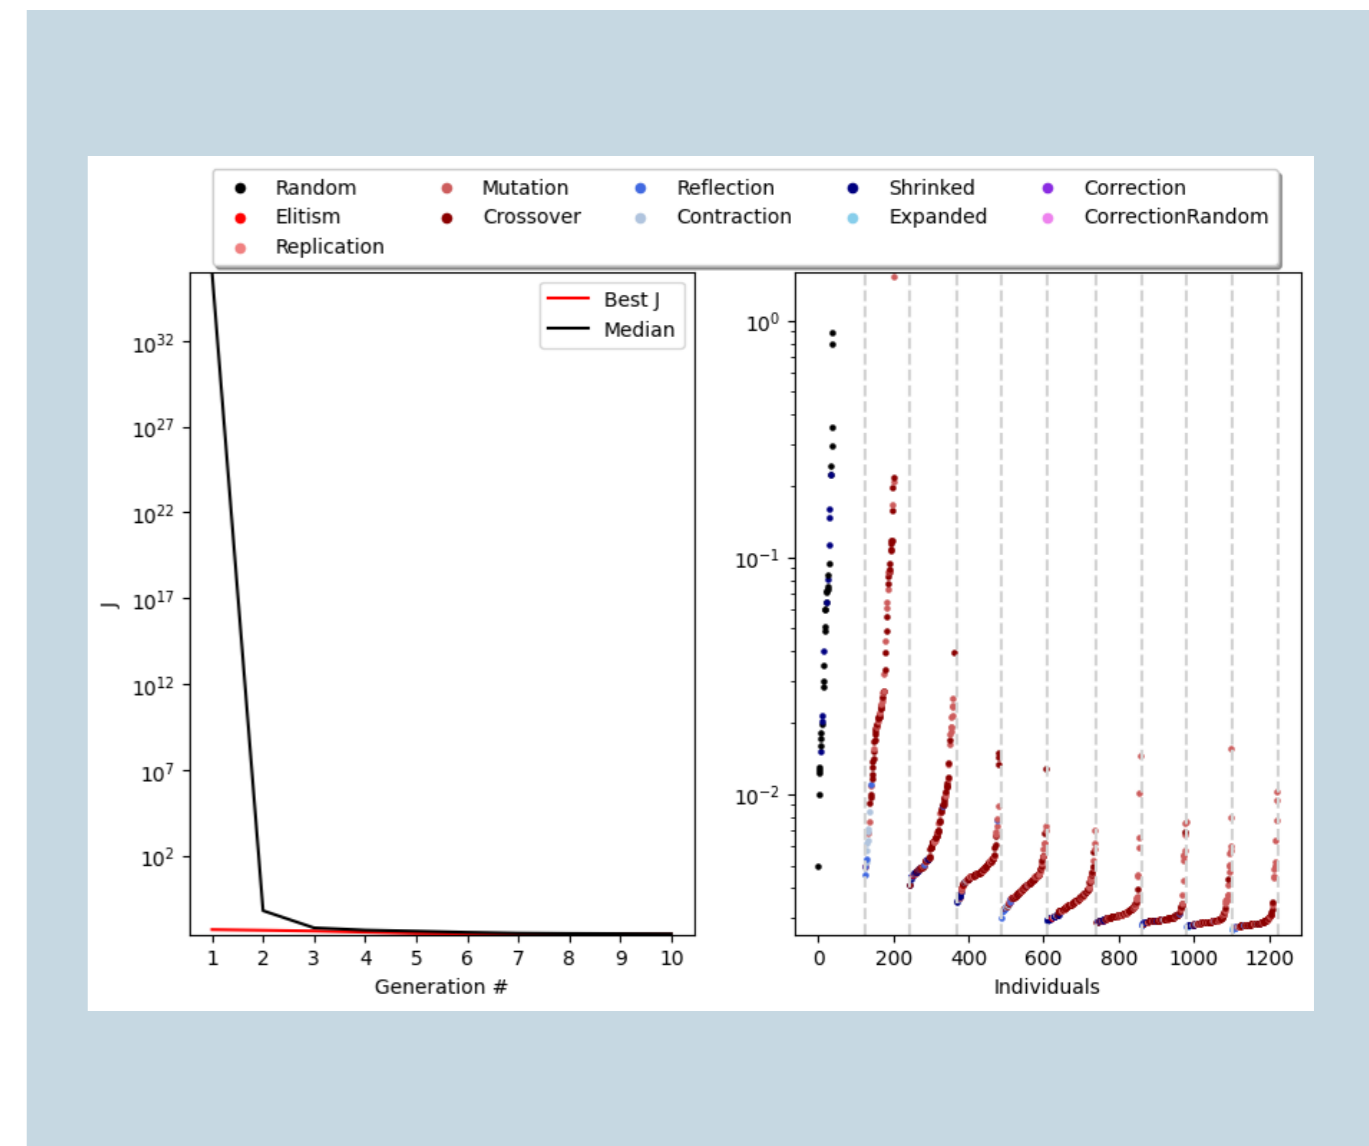 Random Mutation Reflection Shrinked Correction
Elitism Crossover Contraction Expanded CorrectionRandom
Replication
Best J
Median
10^32
10^27
10^22
10^17
10^12
10^7
10^2
J
1 2 3 4 5 6 7 8 9 10
Generation #
10^0
10^-1
10^-2
0 200 400 600 800 1000 1200
Individuals